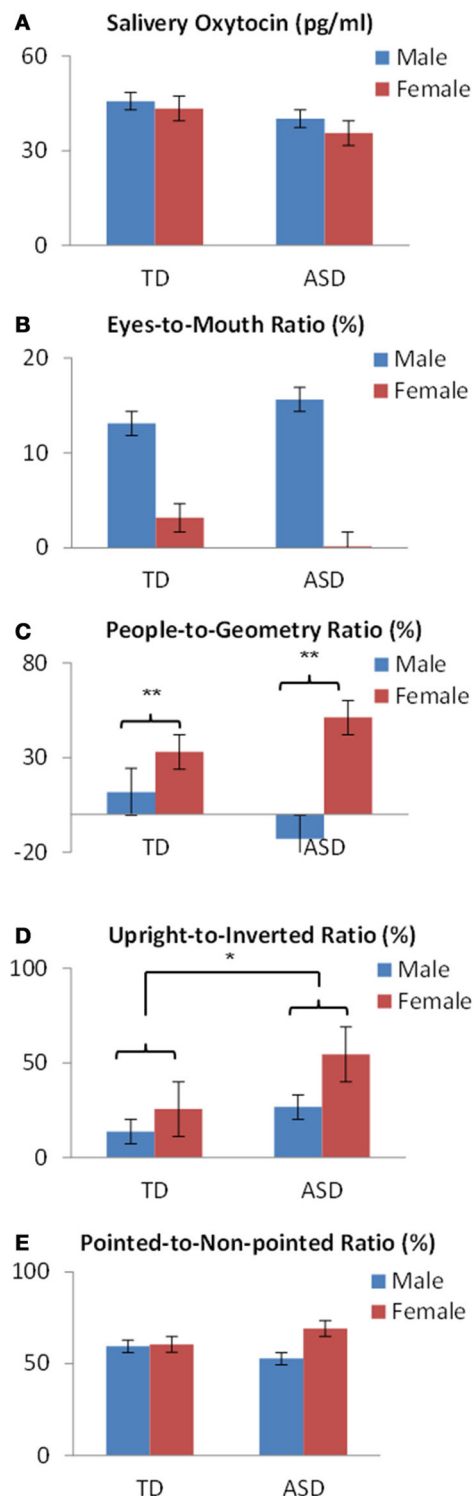 A
Salivery Oxytocin (pg/ml)
60
30
0
Male
Female
TD
ASD
B
Eyes-to-Mouth Ratio (%)
20
10
0
Male
Female
TD
ASD
C
People-to-Geometry Ratio (%)
80
30
-20
**
**
Male
Female
TD
ASD
D
Upright-to-Inverted Ratio (%)
100
50
0
*
Male
Female
TD
ASD
E
Pointed-to-Non-pointed Ratio (%)
100
50
0
Male
Female
TD
ASD